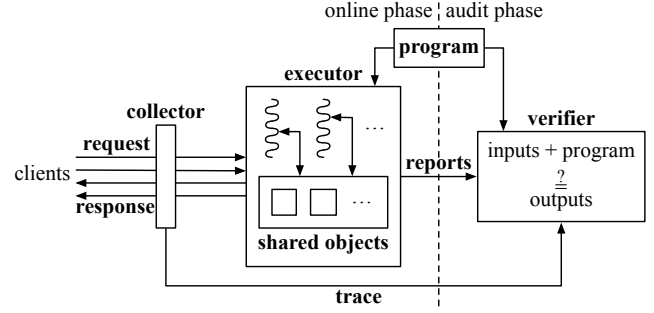 online phase
audit phase
program
executor
collector
verifier
request
clients
response
...
...
shared objects
reports
inputs + program
?
=
outputs
trace